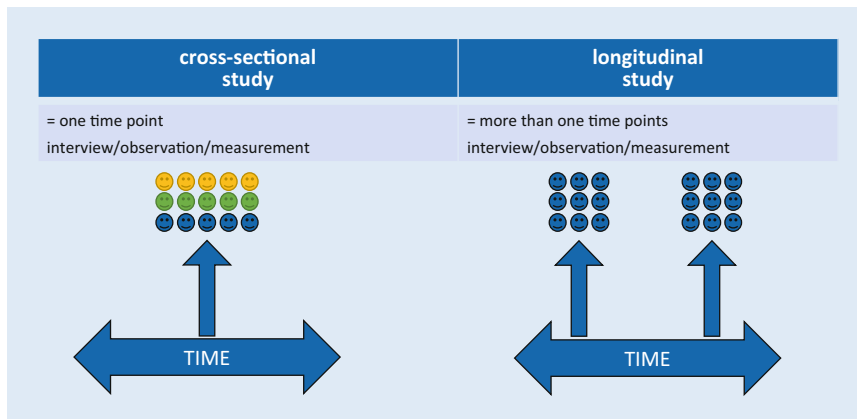 cross-sectional
study
longitudinal
study
= one time point
interview/observation/measurement
= more than one time points
interview/observation/measurement
TIME
TIME